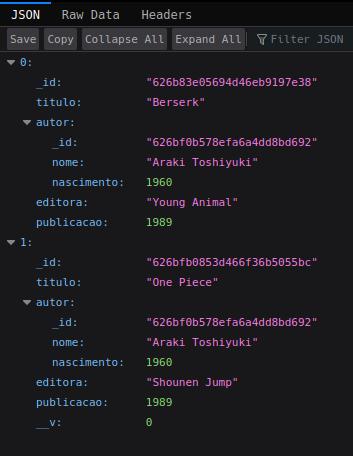 JSON Raw Data Headers
Save Copy Collapse All Expand All Filter JSON
0:
_id: "626b83e05694d46eb9197e38"
titulo: "Berserk"
autor:
_id: "626bf0b578efa6a4dd8bd692"
nome: "Araki Toshiyuki"
nascimento: 1960
editora: "Young Animal"
publicacao: 1989
1:
_id: "626bfb0853d466f36b5055bc"
titulo: "One Piece"
autor:
_id: "626bf0b578efa6a4dd8bd692"
nome: "Araki Toshiyuki"
nascimento: 1960
editora: "Shounen Jump"
publicacao: 1989
__v: 0